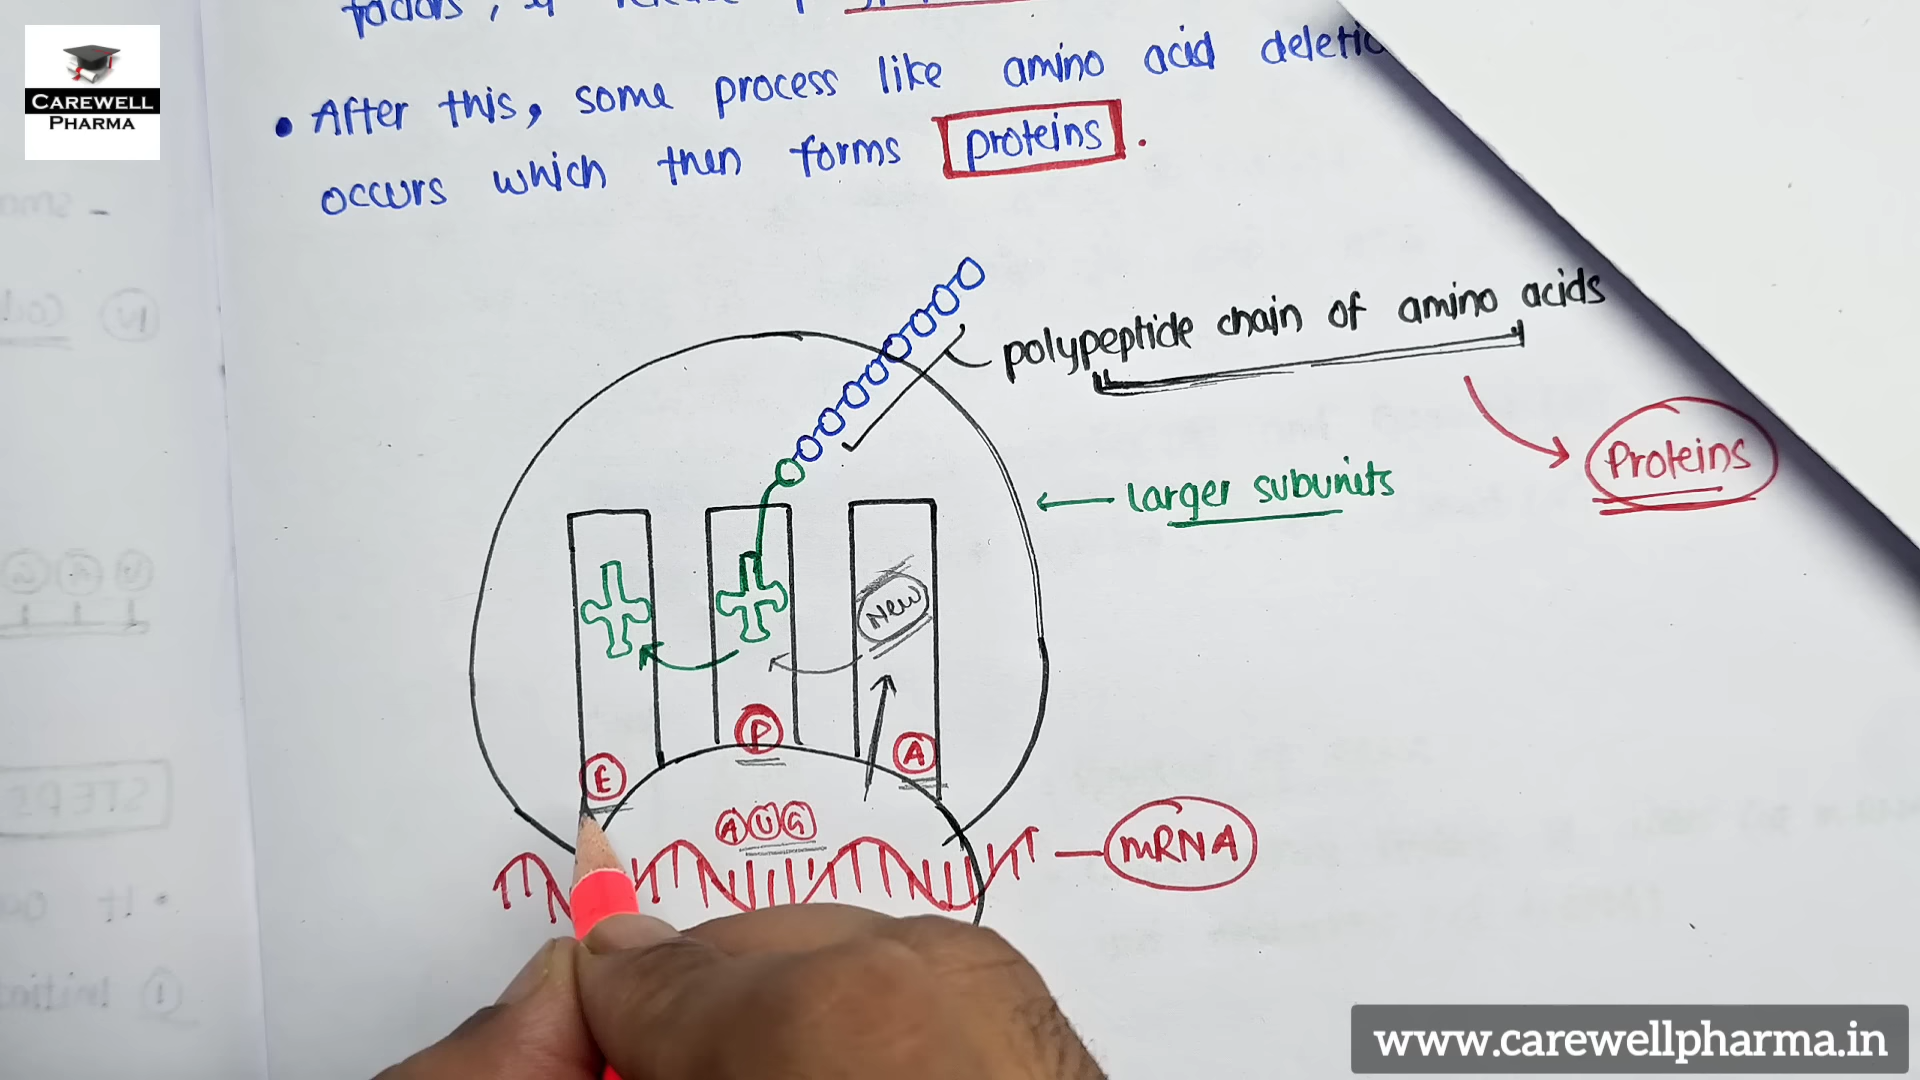 CAREWELL
PHARMA
• After this, some process like amino acid
occurs which then forms proteins.
polypeptide chain of amino acids
Proteins
← larger subunits
New
P
A
E
AUG
mRNA
www.carewellpharma.in